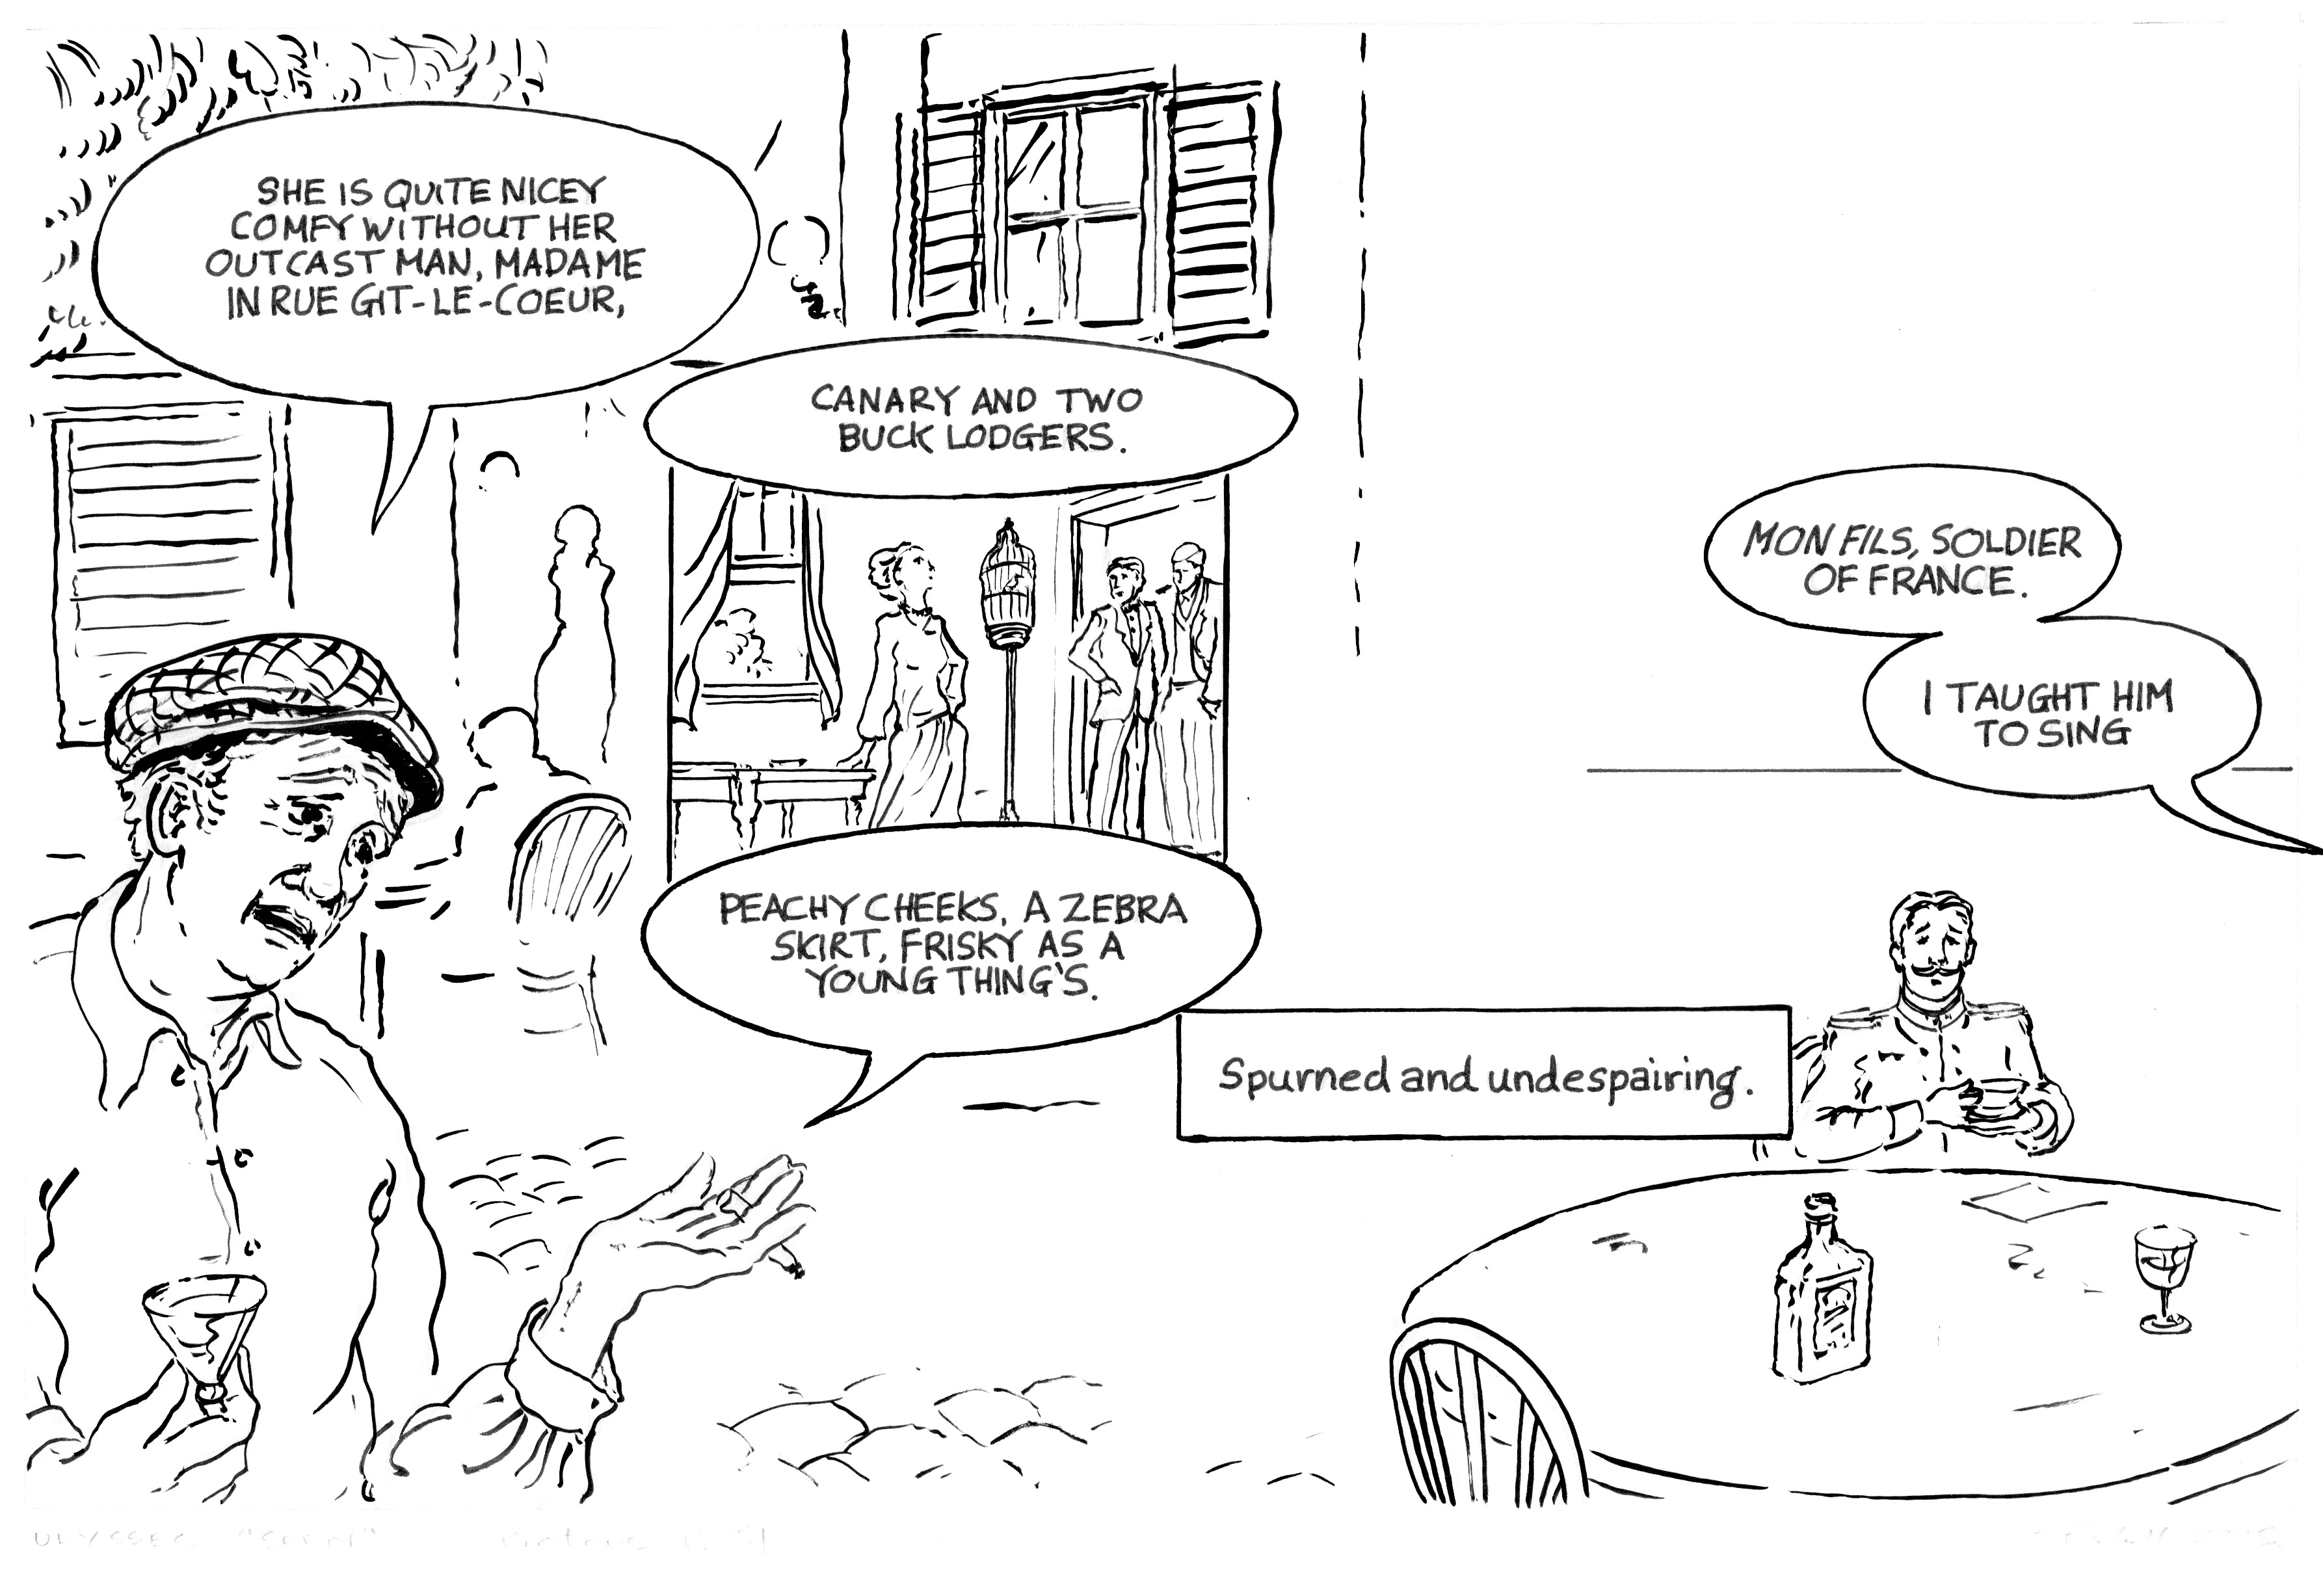 SHE IS QUITE NICEY
COMFY WITHOUT HER
OUTCAST MAN, MADAME
IN RUE GIT-LE-COEUR,
CANARY AND TWO
BUCK LODGERS.
PEACHY CHEEKS, A ZEBRA
SKIRT, FRISKY AS A
YOUNG THING'S.
Spurned and undespairing.
MON FILS, SOLDIER
OF FRANCE.
I TAUGHT HIM
TO SING
ULYSSES